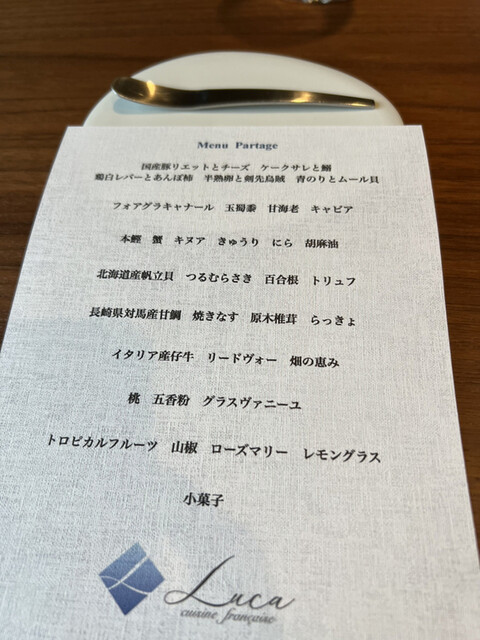 Menu Partage
国産豚リエットとチーズ　ケークサレと鰯
鶏白レバーとあんぽ柿　半熟卵と剣先烏賊　青のりとムール貝
フォアグラキャナール　玉蜀黍　甘海老　キャビア
本鰹　蟹　キヌア　きゅうり　にら　胡麻油
北海道産帆立貝　つるむらさき　百合根　トリュフ
長崎県対馬産甘鯛　焼きなす　原木椎茸　らっきょ
イタリア産仔牛　リードヴォー　畑の恵み
桃　五香粉　グラスヴァニーユ
トロピカルフルーツ　山椒　ローズマリー　レモングラス
小菓子
Luca
cuisine française